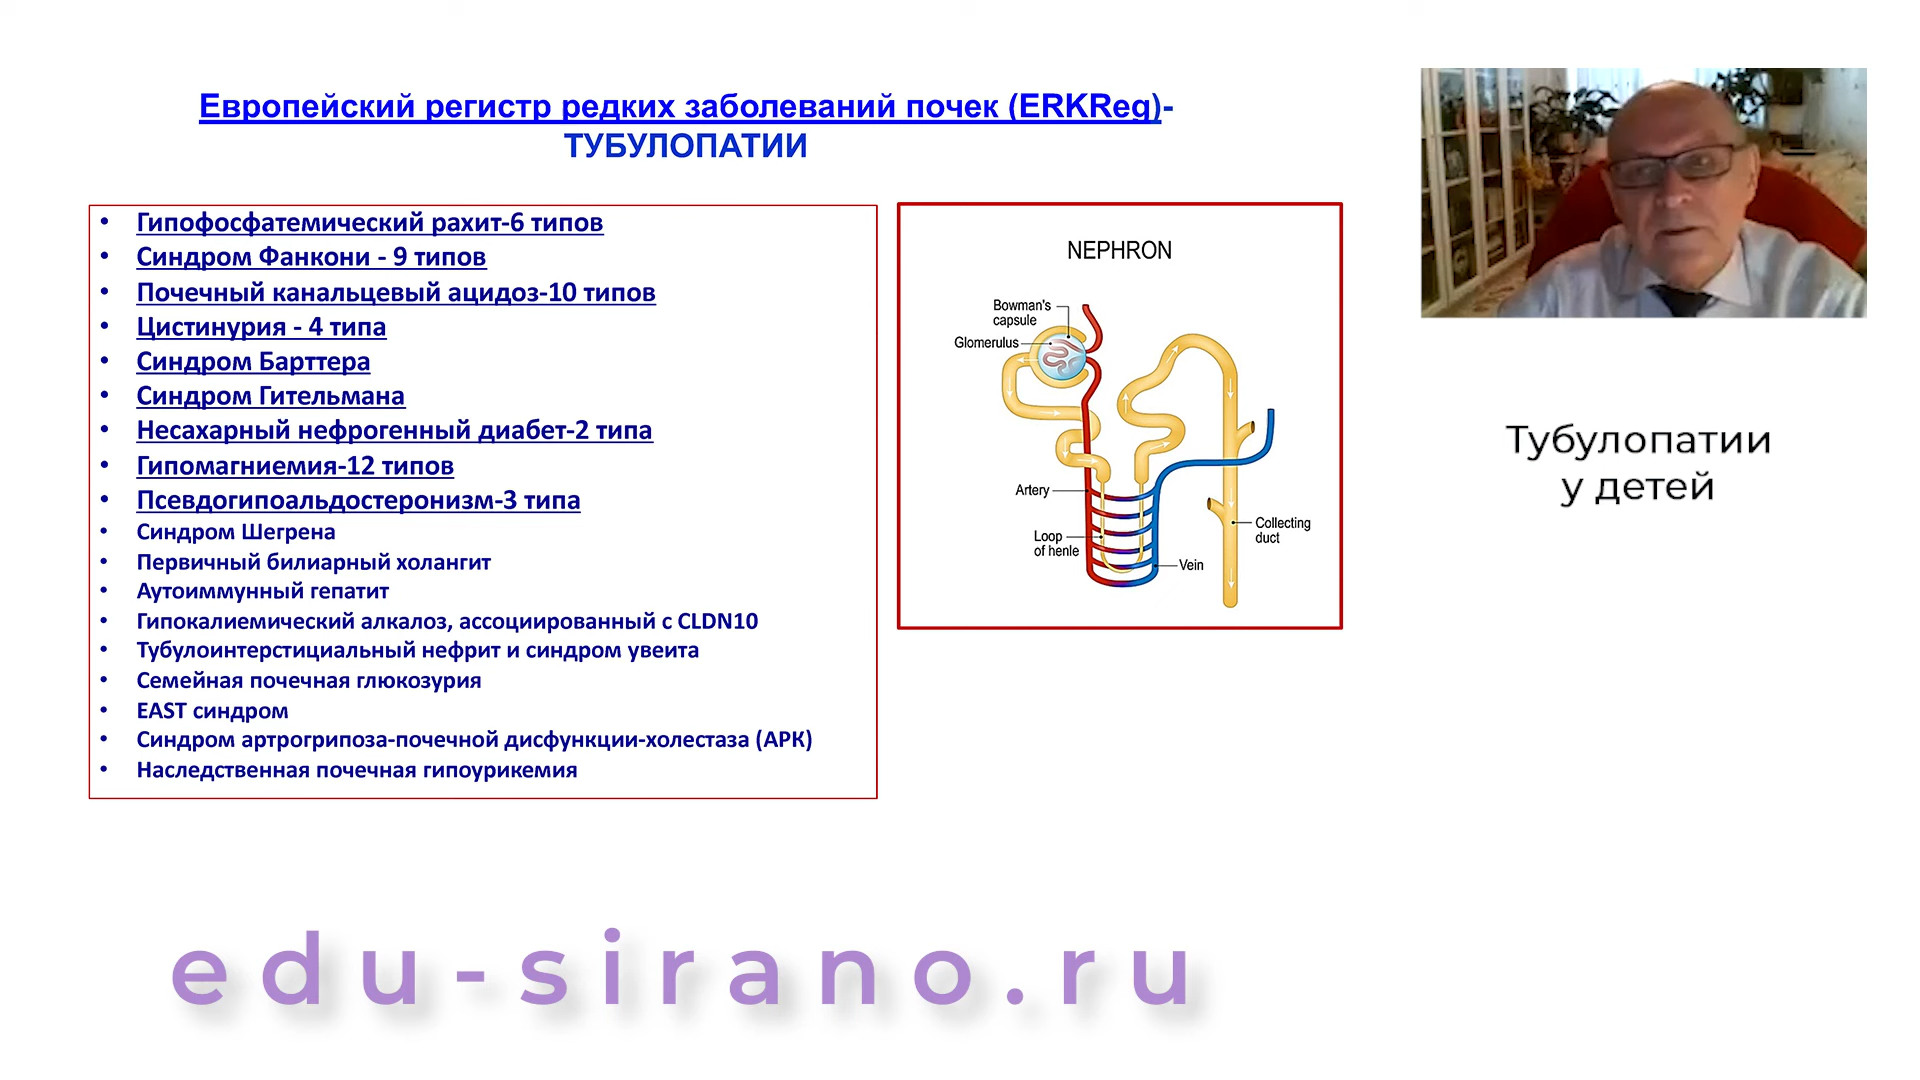 Европейский регистр редких заболеваний почек (ERKReg)-
ТУБУЛОПАТИИ
• Гипофосфатемический рахит-6 типов
• Синдром Фанкони - 9 типов
• Почечный канальцевый ацидоз-10 типов
• Цистинурия - 4 типа
• Синдром Барттера
• Синдром Гительмана
• Несахарный нефрогенный диабет-2 типа
• Гипомагниемия-12 типов
• Псевдогипоальдостеронизм-3 типа
• Синдром Шегрена
• Первичный билиарный холангит
• Аутоиммунный гепатит
• Гипокалиемический алкалоз, ассоциированный с CLDN10
• Тубулоинтерстициальный нефрит и синдром увеита
• Семейная почечная глюкозурия
• EAST синдром
• Синдром артрогрипоза-почечной дисфункции-холестаза (АРК)
• Наследственная почечная гипоурикемия
NEPHRON
Bowman's
capsule
Glomerulus
Artery
Loop
of henle
Vein
Collecting
duct
Тубулопатии
у детей
edu-sirano.ru